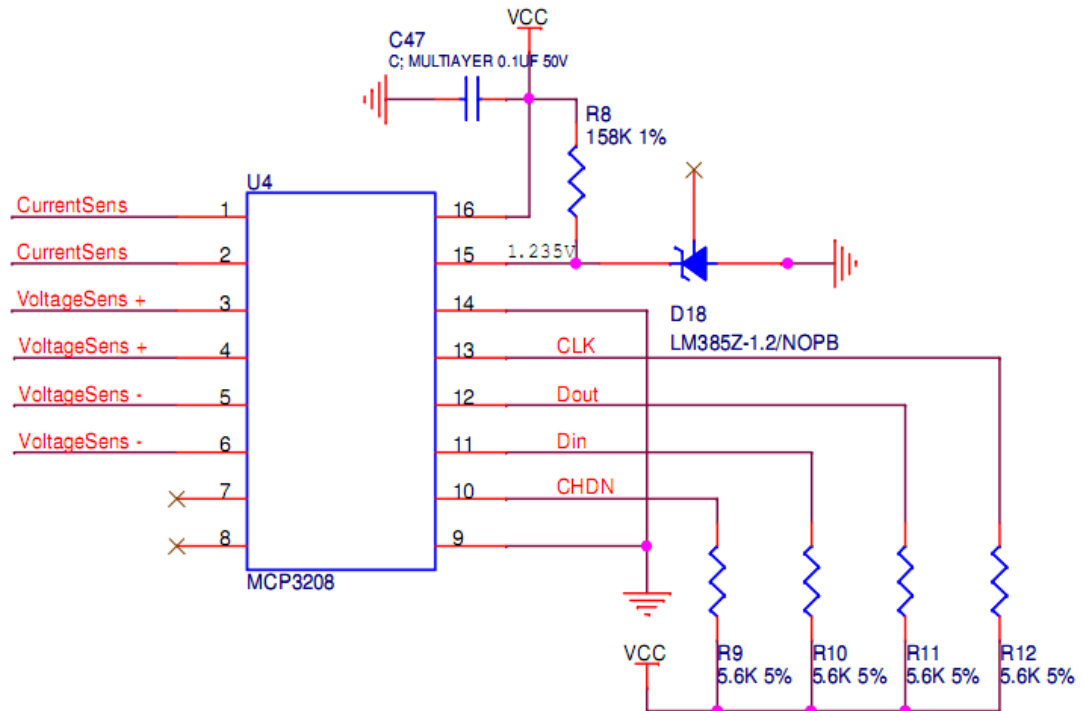 VCC
C47
C; MULTIAYER 0.1UF 50V
R8
158K 1%
U4
CurrentSens 1
16
CurrentSens 2
15 1.235V
VoltageSens + 3
14
D18
LM385Z-1.2/NOPB
VoltageSens + 4
13 CLK
VoltageSens - 5
12 Dout
VoltageSens - 6
11 Din
7
10 CHDN
8
9
MCP3208
VCC
R9
5.6K 5%
R10
5.6K 5%
R11
5.6K 5%
R12
5.6K 5%